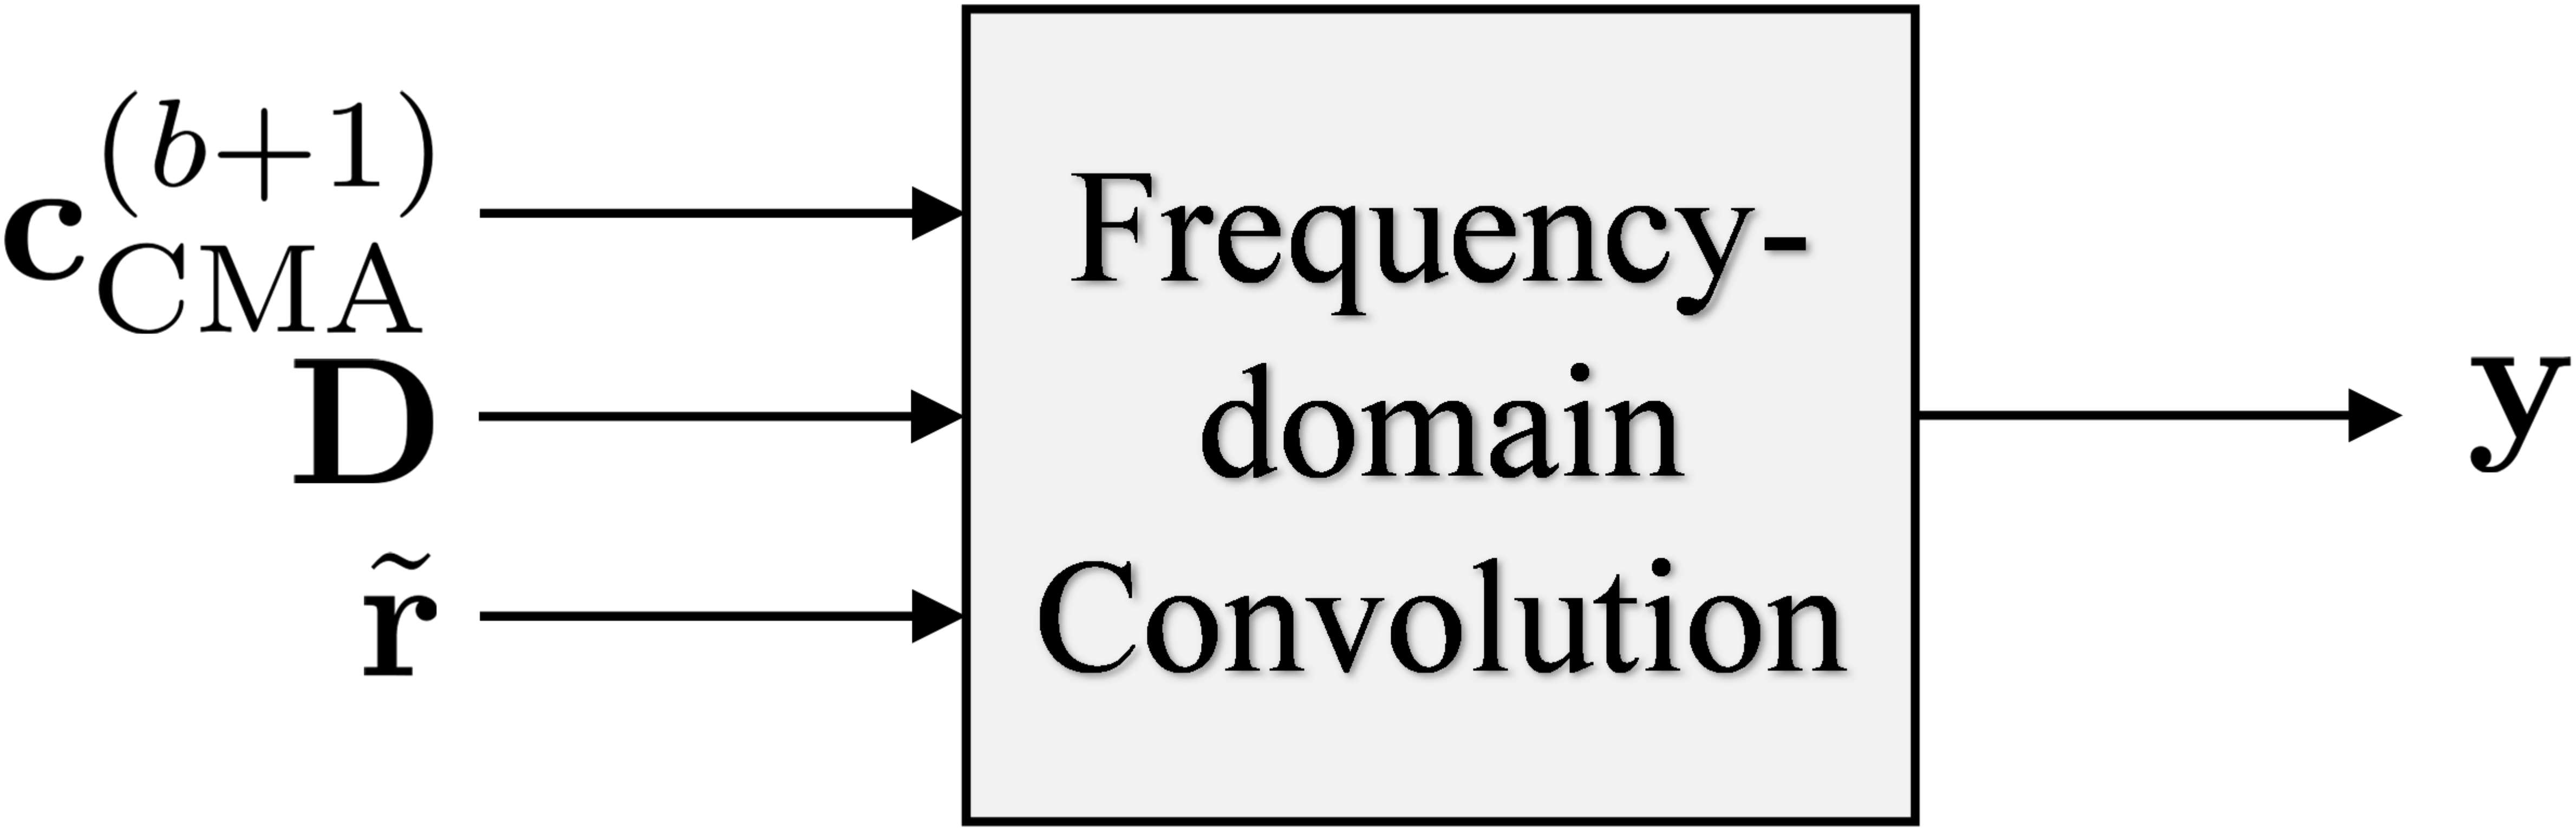 𝐜_CMA^(b+1)
𝐃
𝐫̃
Frequency-
domain
Convolution
𝐲